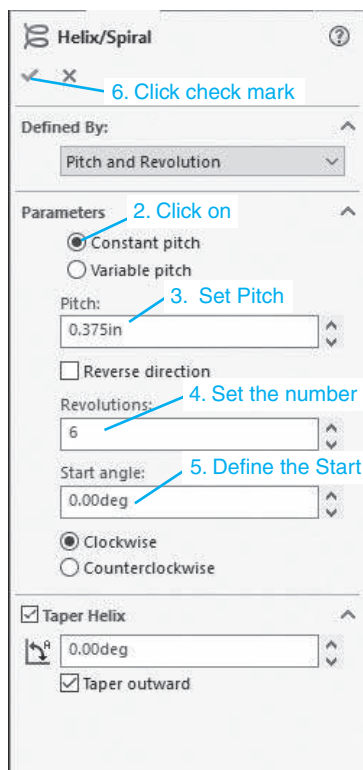 Helix/Spiral
6. Click check mark
Defined By:
Pitch and Revolution
Parameters
2. Click on
Constant pitch
Variable pitch
Pitch:
3. Set Pitch
0.375in
Reverse direction
Revolutions:
4. Set the number
6
Start angle:
5. Define the Start
0.00deg
Clockwise
Counterclockwise
Taper Helix
0.00deg
Taper outward